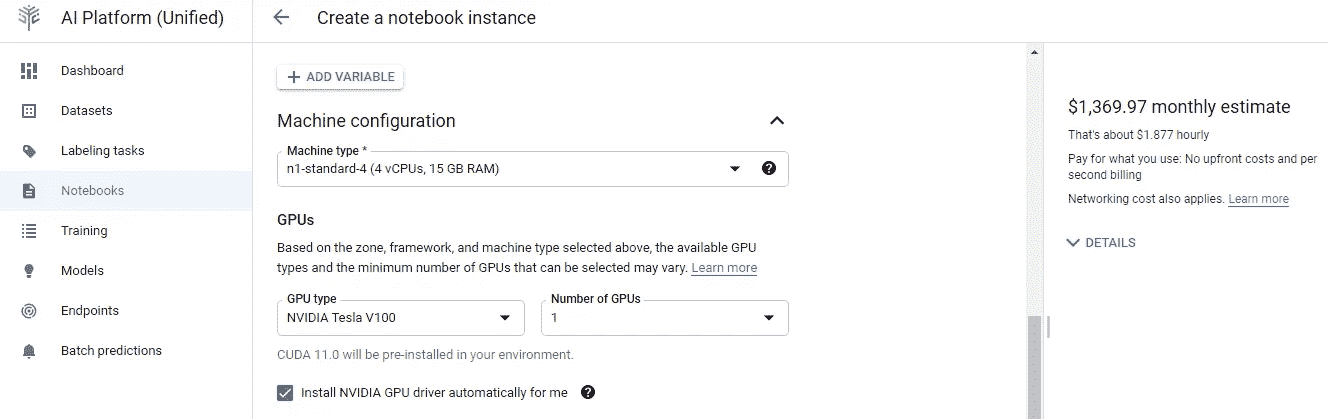 AI Platform (Unified)
Create a notebook instance
Dashboard
Datasets
Labeling tasks
Notebooks
Training
Models
Endpoints
Batch predictions
ADD VARIABLE
Machine configuration
Machine type *
n1-standard-4 (4 vCPUs, 15 GB RAM)
GPUs
Based on the zone, framework, and machine type selected above, the available GPU
types and the minimum number of GPUs that can be selected may vary. Learn more
GPU type
NVIDIA Tesla V100
Number of GPUs
1
CUDA 11.0 will be pre-installed in your environment.
Install NVIDIA GPU driver automatically for me
$1,369.97 monthly estimate
That's about $1.877 hourly
Pay for what you use: No upfront costs and per
second billing
Networking cost also applies. Learn more
DETAILS